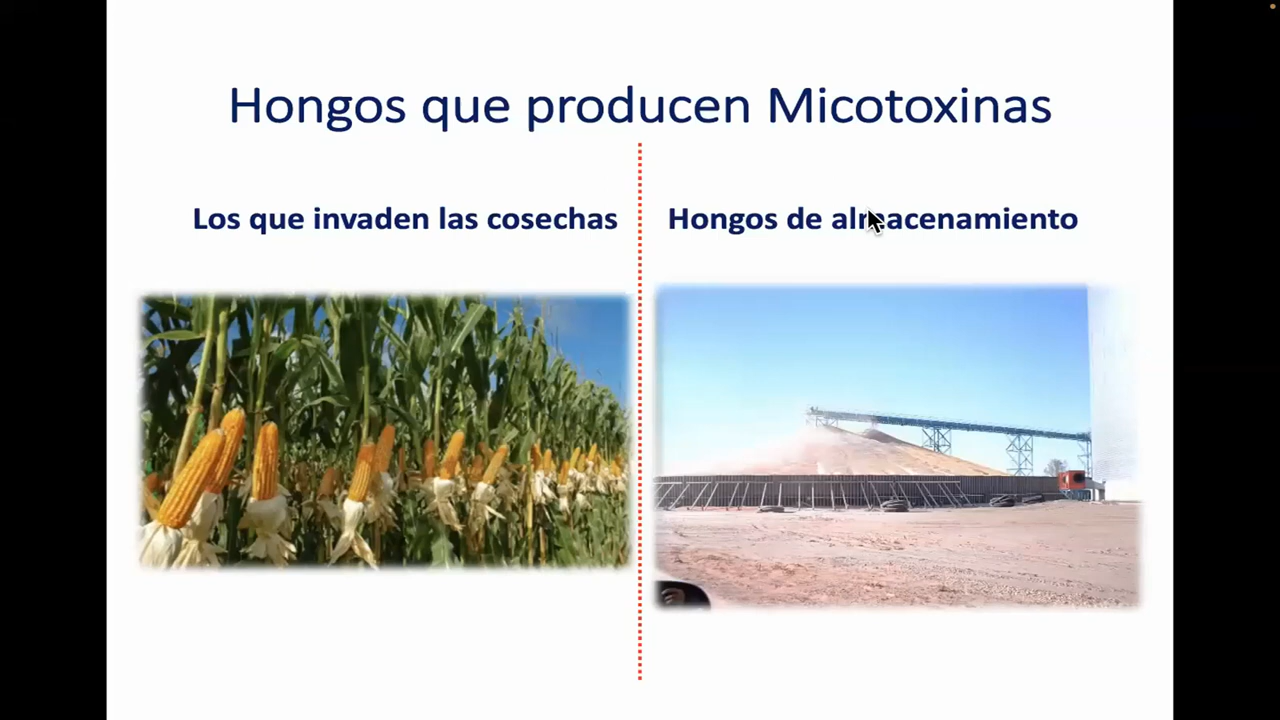 Hongos que producen Micotoxinas
Los que invaden las cosechas
Hongos de almacenamiento